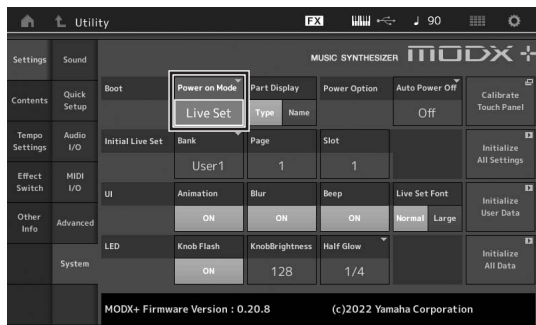 Utility FX 90
Settings Sound MUSIC SYNTHESIZER MODX+
Boot Power on Mode Part Display Power Option Auto Power Off Calibrate
Contents Quick Live Set Type Name Off Touch Panel
Setup
Tempo Audio Initial Live Set Bank Page Slot Initialize
Settings I/O User1 1 1 All Settings
Effect MIDI
Switch I/O UI Animation Blur Beep Live Set Font Initialize
Other Advanced ON ON ON Normal Large User Data
Info
LED Knob Flash KnobBrightness Half Glow Initialize
System ON 128 1/4 All Data
MODX+ Firmware Version : 0.20.8 (c)2022 Yamaha Corporation